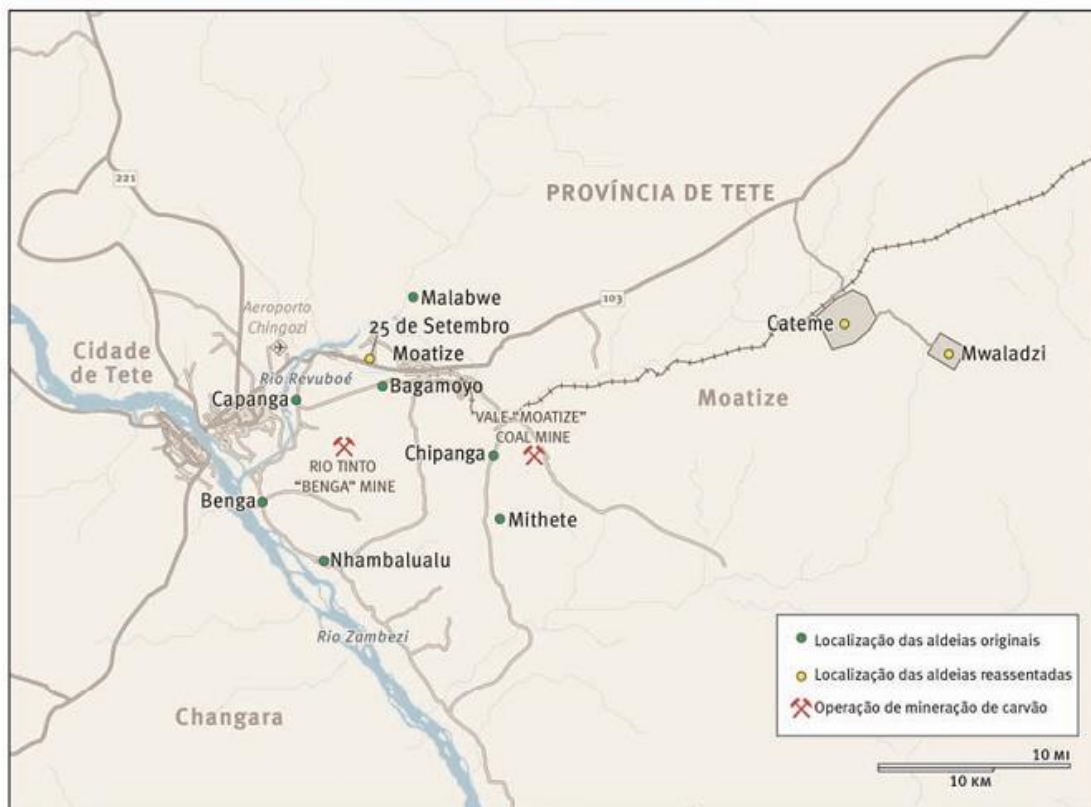 221
PROVÍNCIA DE TETE
Malabwe
103
Aeroporto
Chingozi
25 de Setembro
Cateme
Cidade
de Tete
Moatize
Mwaladzi
Rio Revuboé
Bagamoyo
Capanga
Moatize
VALE-"MOATIZE"
COAL MINE
Chipanga
RIO TINTO
"BENGA" MINE
Benga
Mithete
Nhambalualu
Rio Zambezi
Localização das aldeias originais
Localização das aldeias reassentadas
Operação de mineração de carvão
Changara
10 MI
10 KM